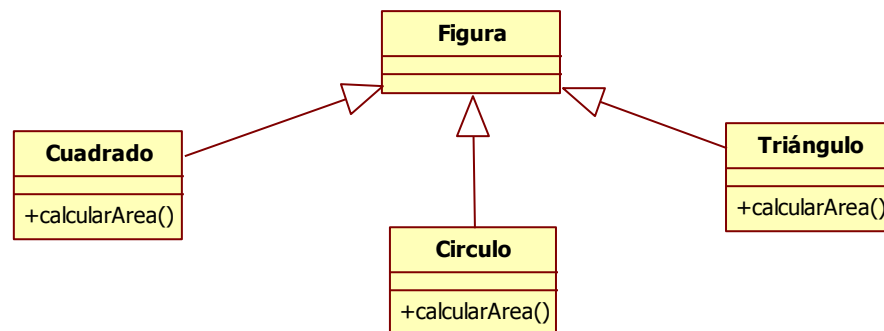 Figura
Cuadrado
+calcularArea()
Circulo
+calcularArea()
Triángulo
+calcularArea()